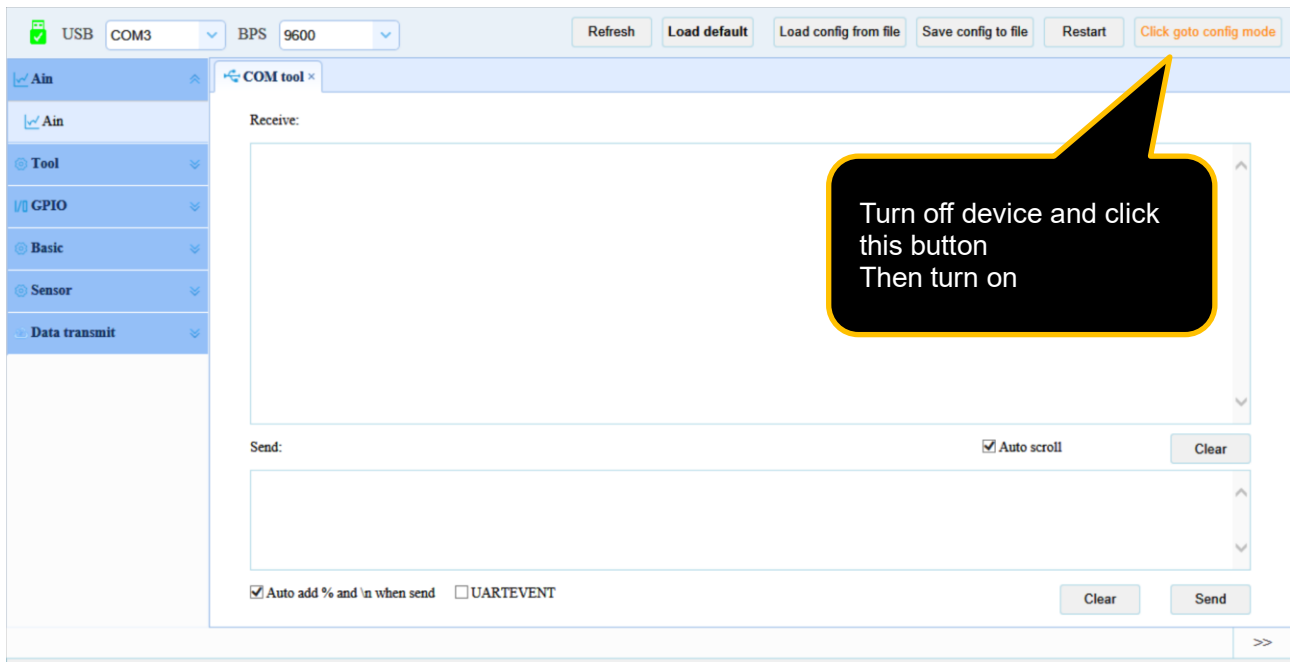 USB COM3 BPS 9600 Refresh Load default Load config from file Save config to file Restart Click goto config mode
Ain
COM tool ×
Ain
Receive:
Tool
GPIO
Basic
Sensor
Data transmit
Turn off device and click
this button
Then turn on
Send:
Auto scroll
Clear
Auto add % and \n when send
UARTEVENT
Clear
Send
>>